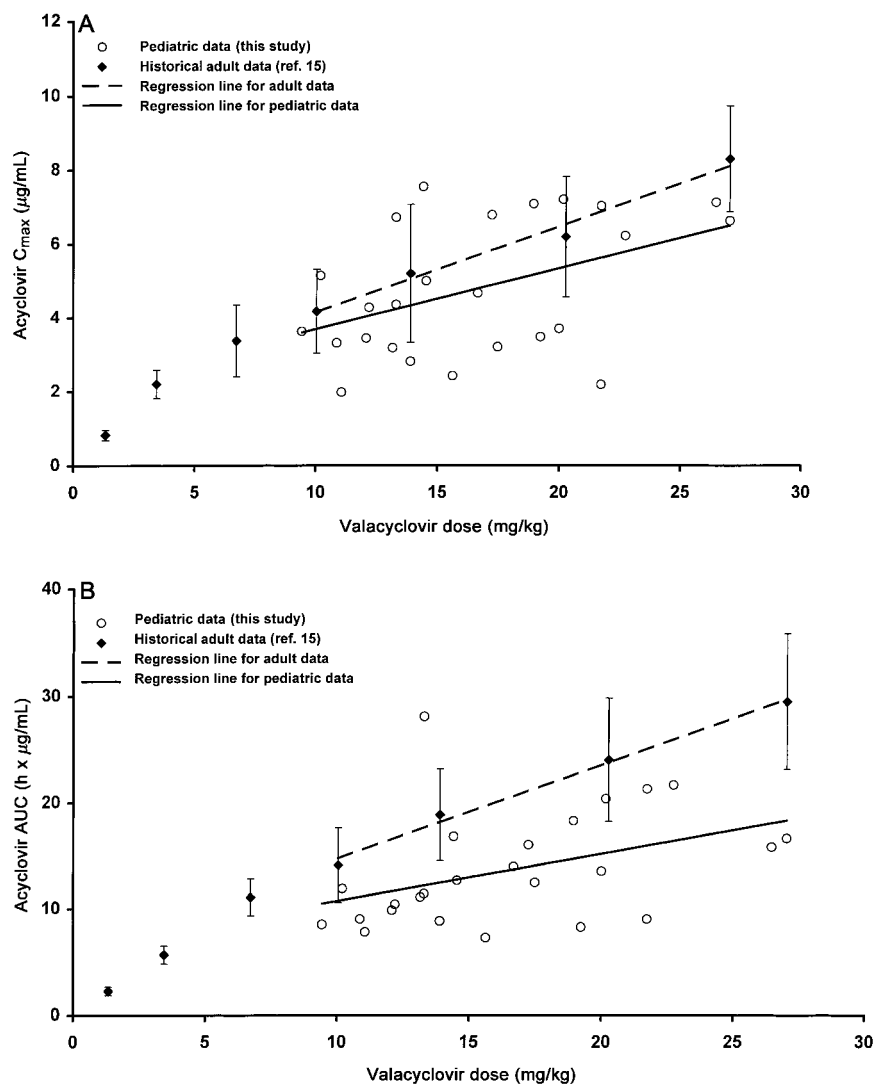 A
12
Pediatric data (this study)
Historical adult data (ref. 15)
Regression line for adult data
Regression line for pediatric data
10
8
6
4
2
0
Acyclovir Cmax (µg/mL)
0 5 10 15 20 25 30
Valacyclovir dose (mg/kg)
B
40
Pediatric data (this study)
Historical adult data (ref. 15)
Regression line for adult data
Regression line for pediatric data
30
20
10
0
Acyclovir AUC (h x µg/mL)
0 5 10 15 20 25 30
Valacyclovir dose (mg/kg)